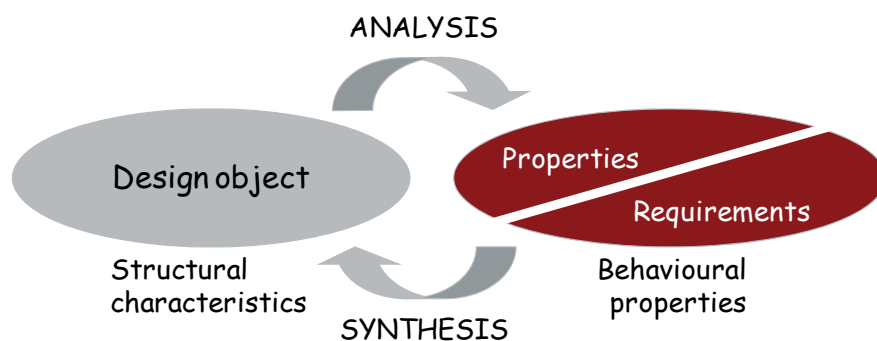 ANALYSIS
Design object
Properties
Requirements
Structural
characteristics
Behavioural
properties
SYNTHESIS